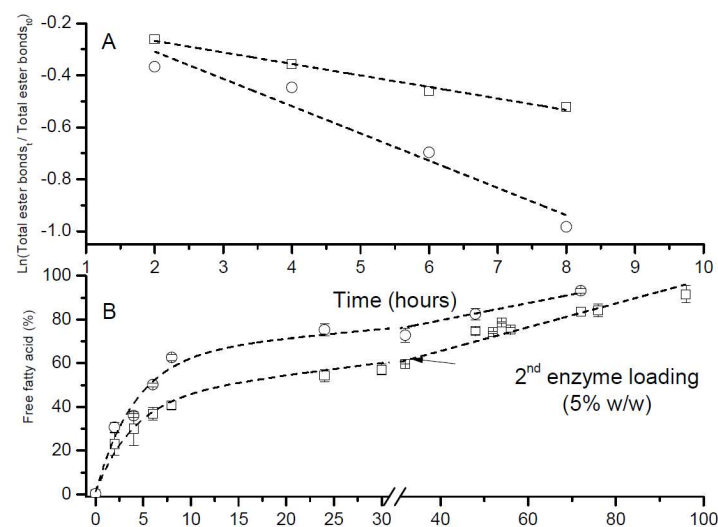 Ln(Total ester bondst / Total ester bondst0)
-0.2
-0.4
-0.6
-0.8
-1.0
A
1 2 3 4 5 6 7 8 9 10
Time (hours)
Free fatty acid (%)
100
80
60
40
20
0
B
2nd enzyme loading
(5% w/w)
0 5 10 15 20 25 30 40 60 80 100